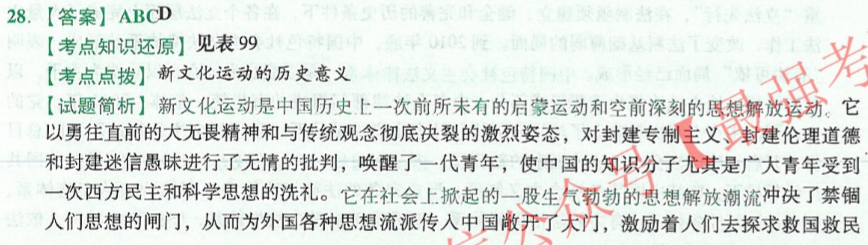 28.【答案】ABCD
【考点知识还原】见表99
【考点点拨】新文化运动的历史意义
【试题简析】新文化运动是中国历史上一次前所未有的启蒙运动和空前深刻的思想解放运动。它
以勇往直前的大无畏精神和与传统观念彻底决裂的激烈姿态，对封建专制主义、封建伦理道德
和封建迷信愚昧进行了无情的批判，唤醒了一代青年，使中国的知识分子尤其是广大青年受到
一次西方民主和科学思想的洗礼。它在社会上掀起的一股生气勃勃的思想解放潮流冲决了禁锢
人们思想的闸门，从而为外国各种思想流派传入中国敞开了大门，激励着人们去探求救国救民
信公众号【最强考